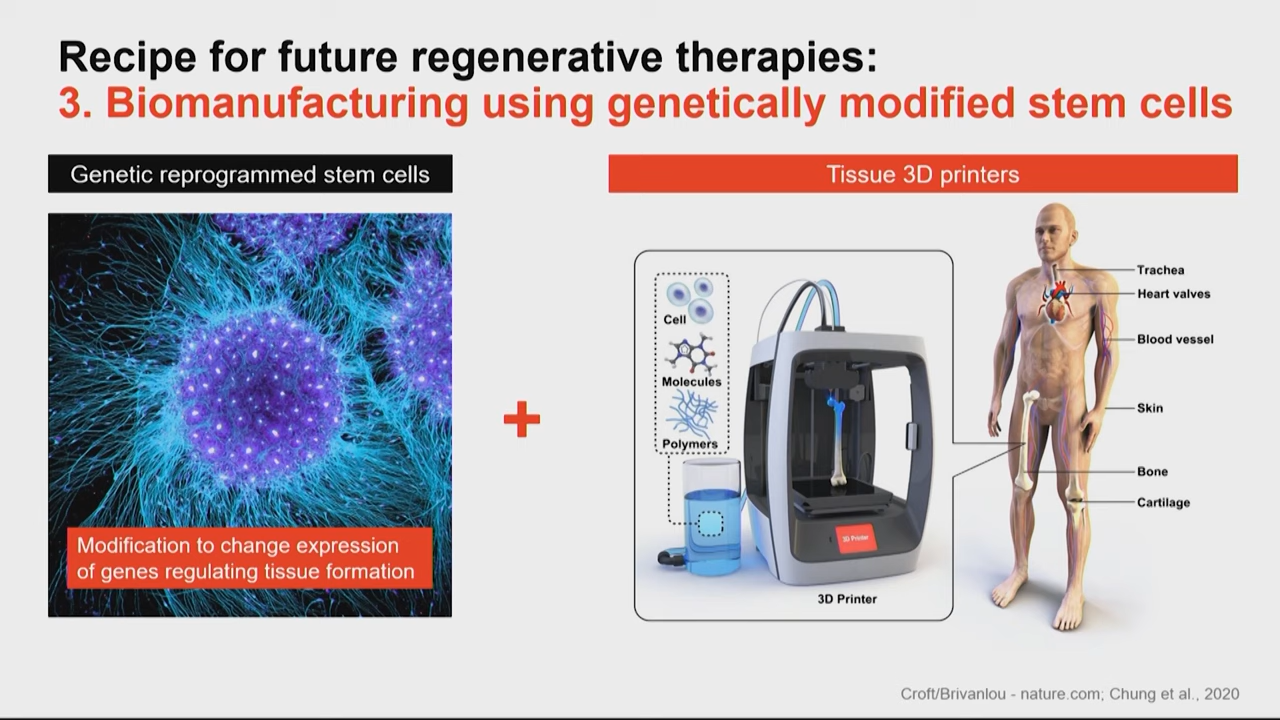 Recipe for future regenerative therapies:
3. Biomanufacturing using genetically modified stem cells
Genetic reprogrammed stem cells
Tissue 3D printers
Modification to change expression
of genes regulating tissue formation
+
Cell
Molecules
Polymers
3D Printer
3D Printer
Trachea
Heart valves
Blood vessel
Skin
Bone
Cartilage
Croft/Brivanlou - nature.com; Chung et al., 2020